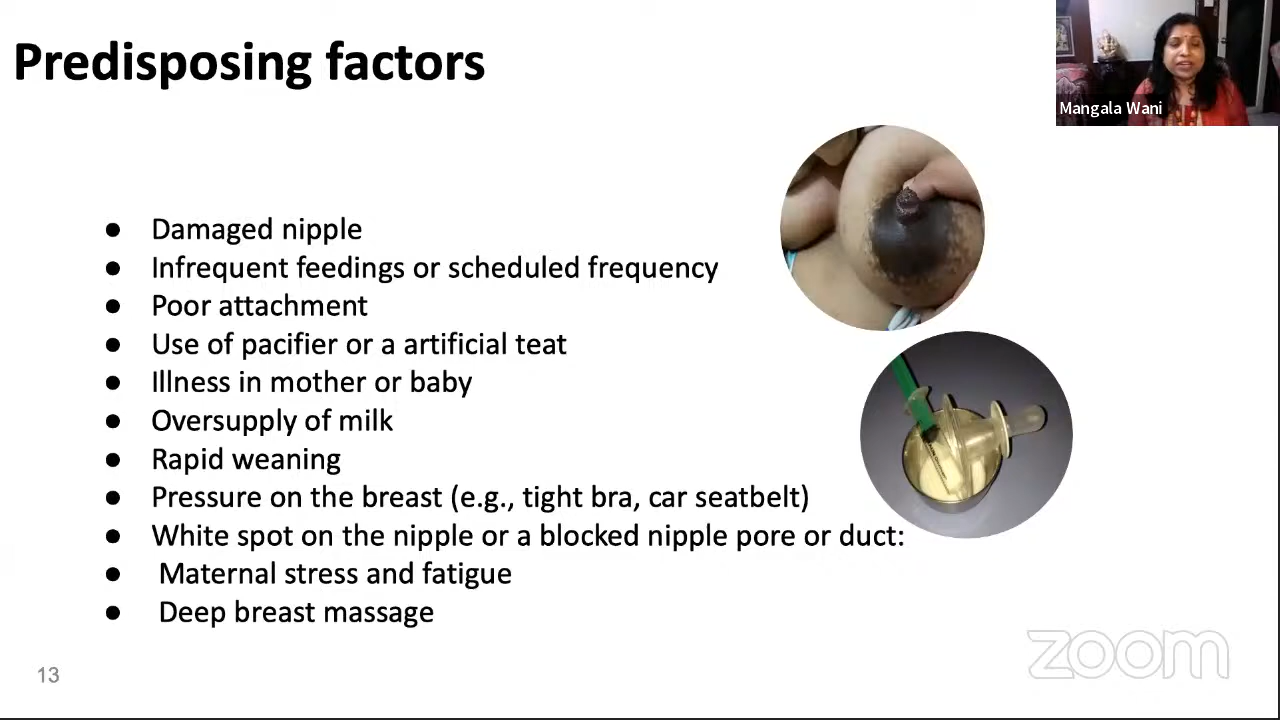 Predisposing factors
Mangala Wani
● Damaged nipple
● Infrequent feedings or scheduled frequency
● Poor attachment
● Use of pacifier or a artificial teat
● Illness in mother or baby
● Oversupply of milk
● Rapid weaning
● Pressure on the breast (e.g., tight bra, car seatbelt)
● White spot on the nipple or a blocked nipple pore or duct:
● Maternal stress and fatigue
● Deep breast massage
13
zoom